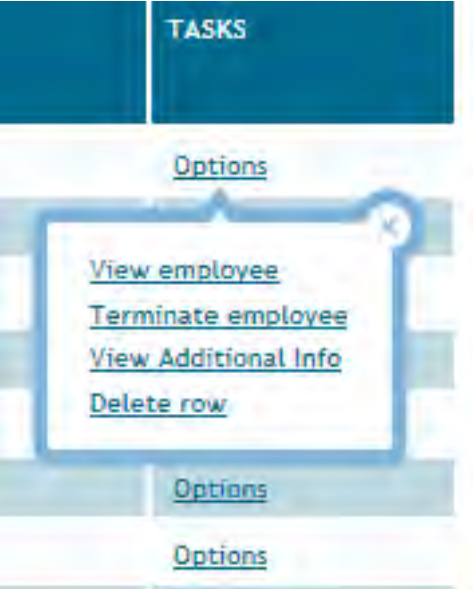 TASKS
Options
View employee
Terminate employee
View Additional Info
Delete row
Options
Options